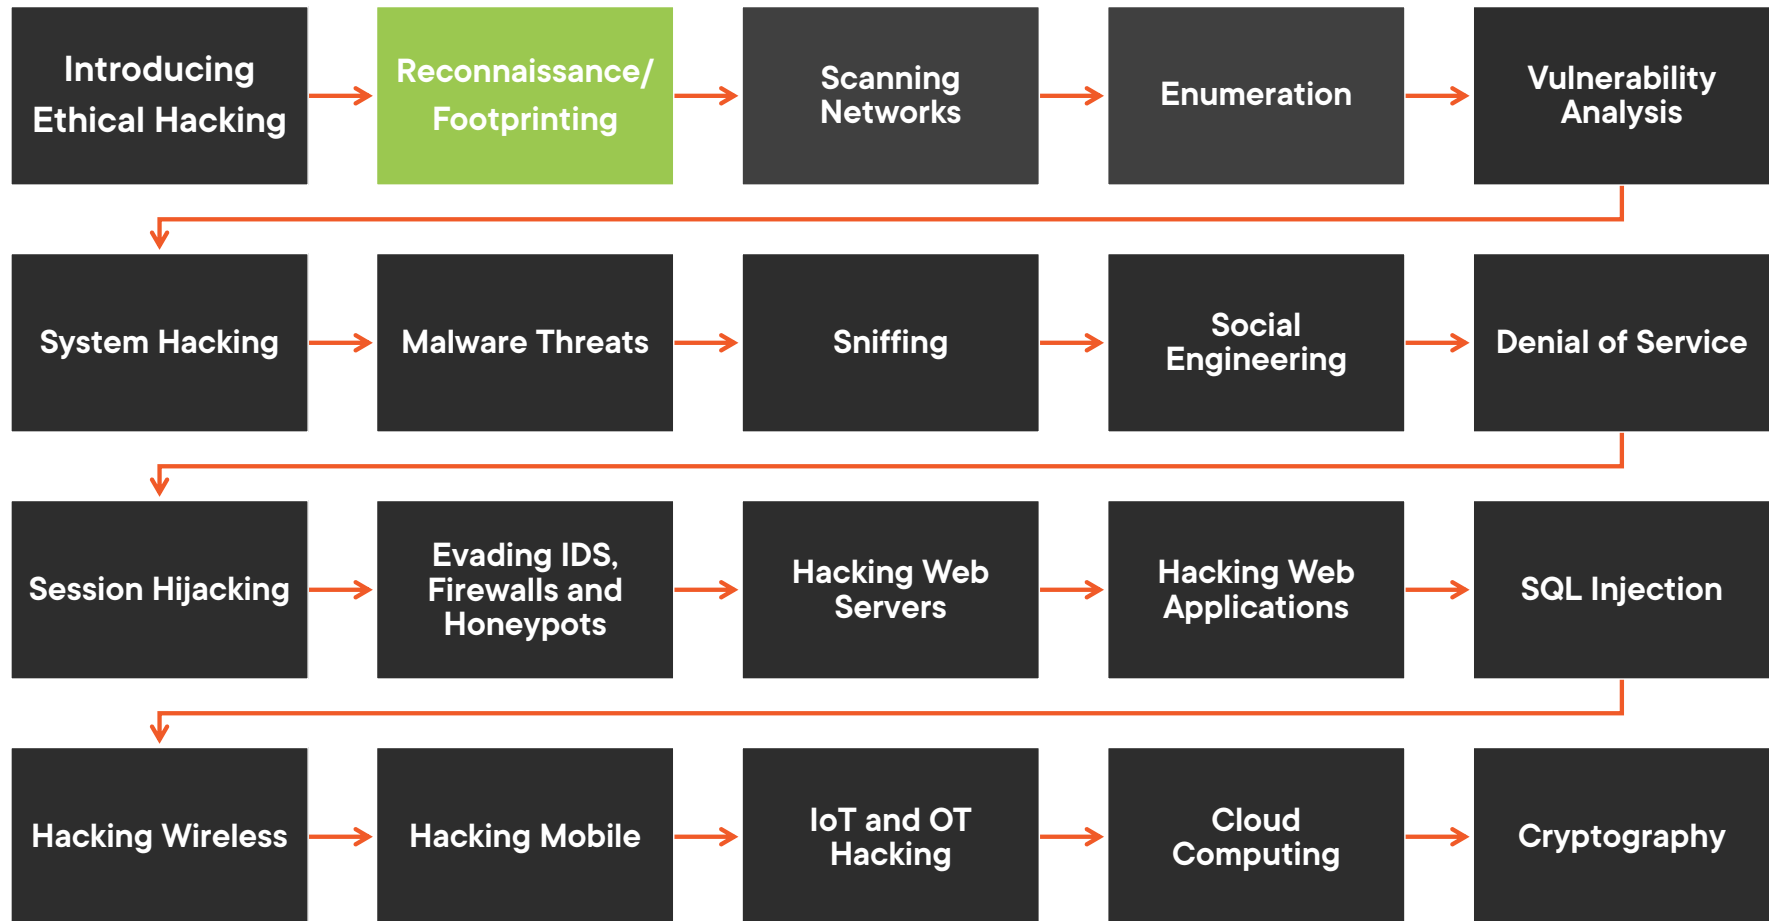 Introducing
Ethical Hacking
Reconnaissance/
Footprinting
Scanning
Networks
Enumeration
Vulnerability
Analysis
System Hacking
Malware Threats
Sniffing
Social
Engineering
Denial of Service
Session Hijacking
Evading IDS,
Firewalls and
Honeypots
Hacking Web
Servers
Hacking Web
Applications
SQL Injection
Hacking Wireless
Hacking Mobile
IoT and OT
Hacking
Cloud
Computing
Cryptography